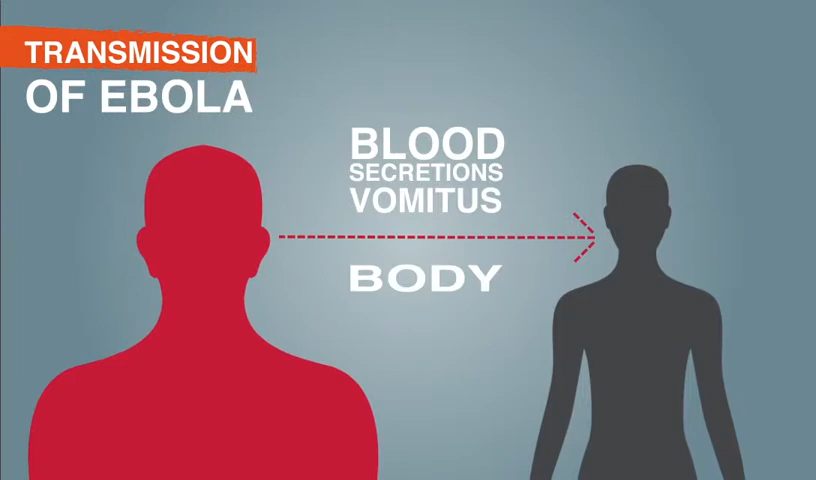 TRANSMISSION
OF EBOLA
BLOOD
SECRETIONS
VOMITUS
BODY